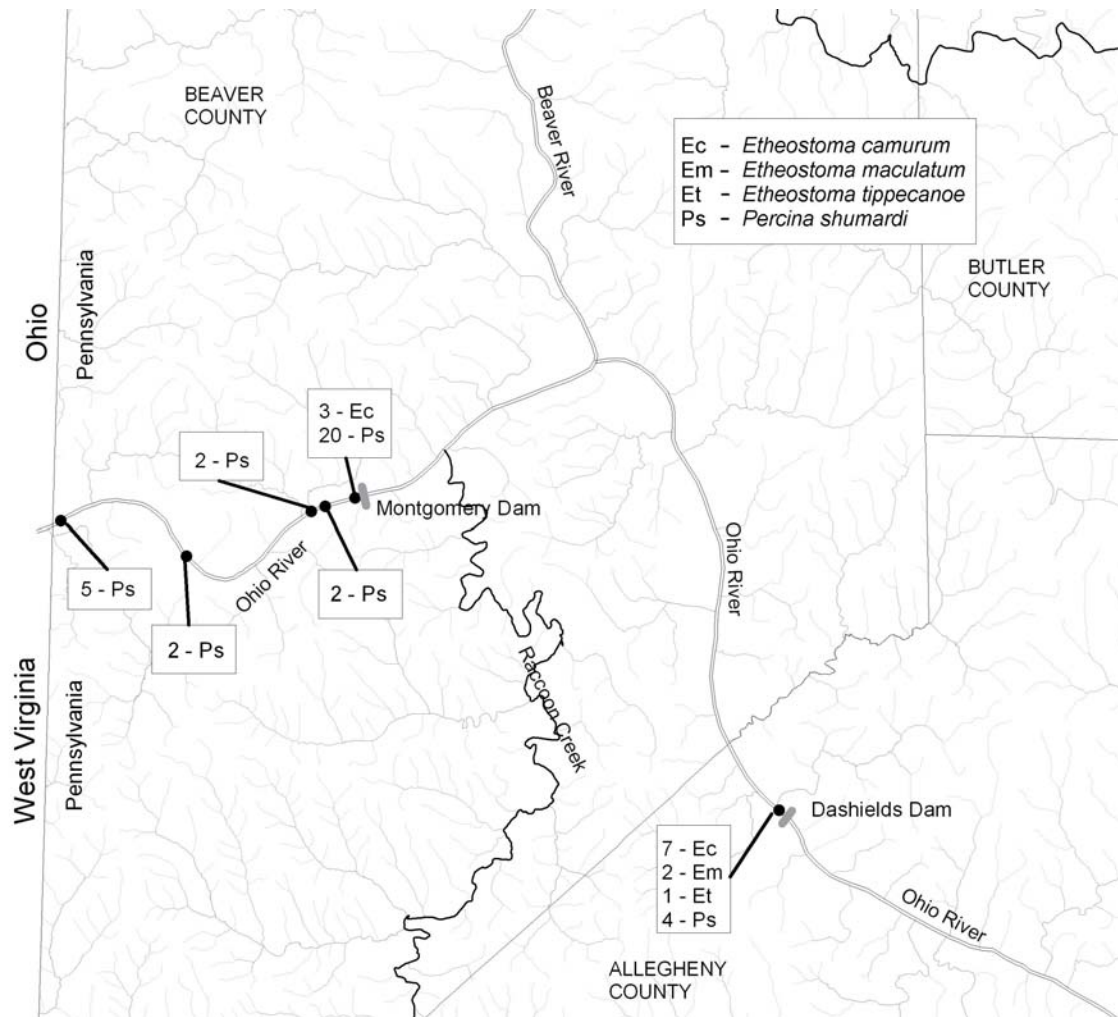 BEAVER
COUNTY
Beaver River
Ec - Etheostoma camurum
Em - Etheostoma maculatum
Et - Etheostoma tippecanoe
Ps - Percina shumardi
BUTLER
COUNTY
Ohio
Pennsylvania
3 - Ec
20 - Ps
2 - Ps
Montgomery Dam
Ohio River
5 - Ps
2 - Ps
2 - Ps
Ohio River
Raccoon Creek
West Virginia
Pennsylvania
Dashields Dam
7 - Ec
2 - Em
1 - Et
4 - Ps
Ohio River
ALLEGHENY
COUNTY